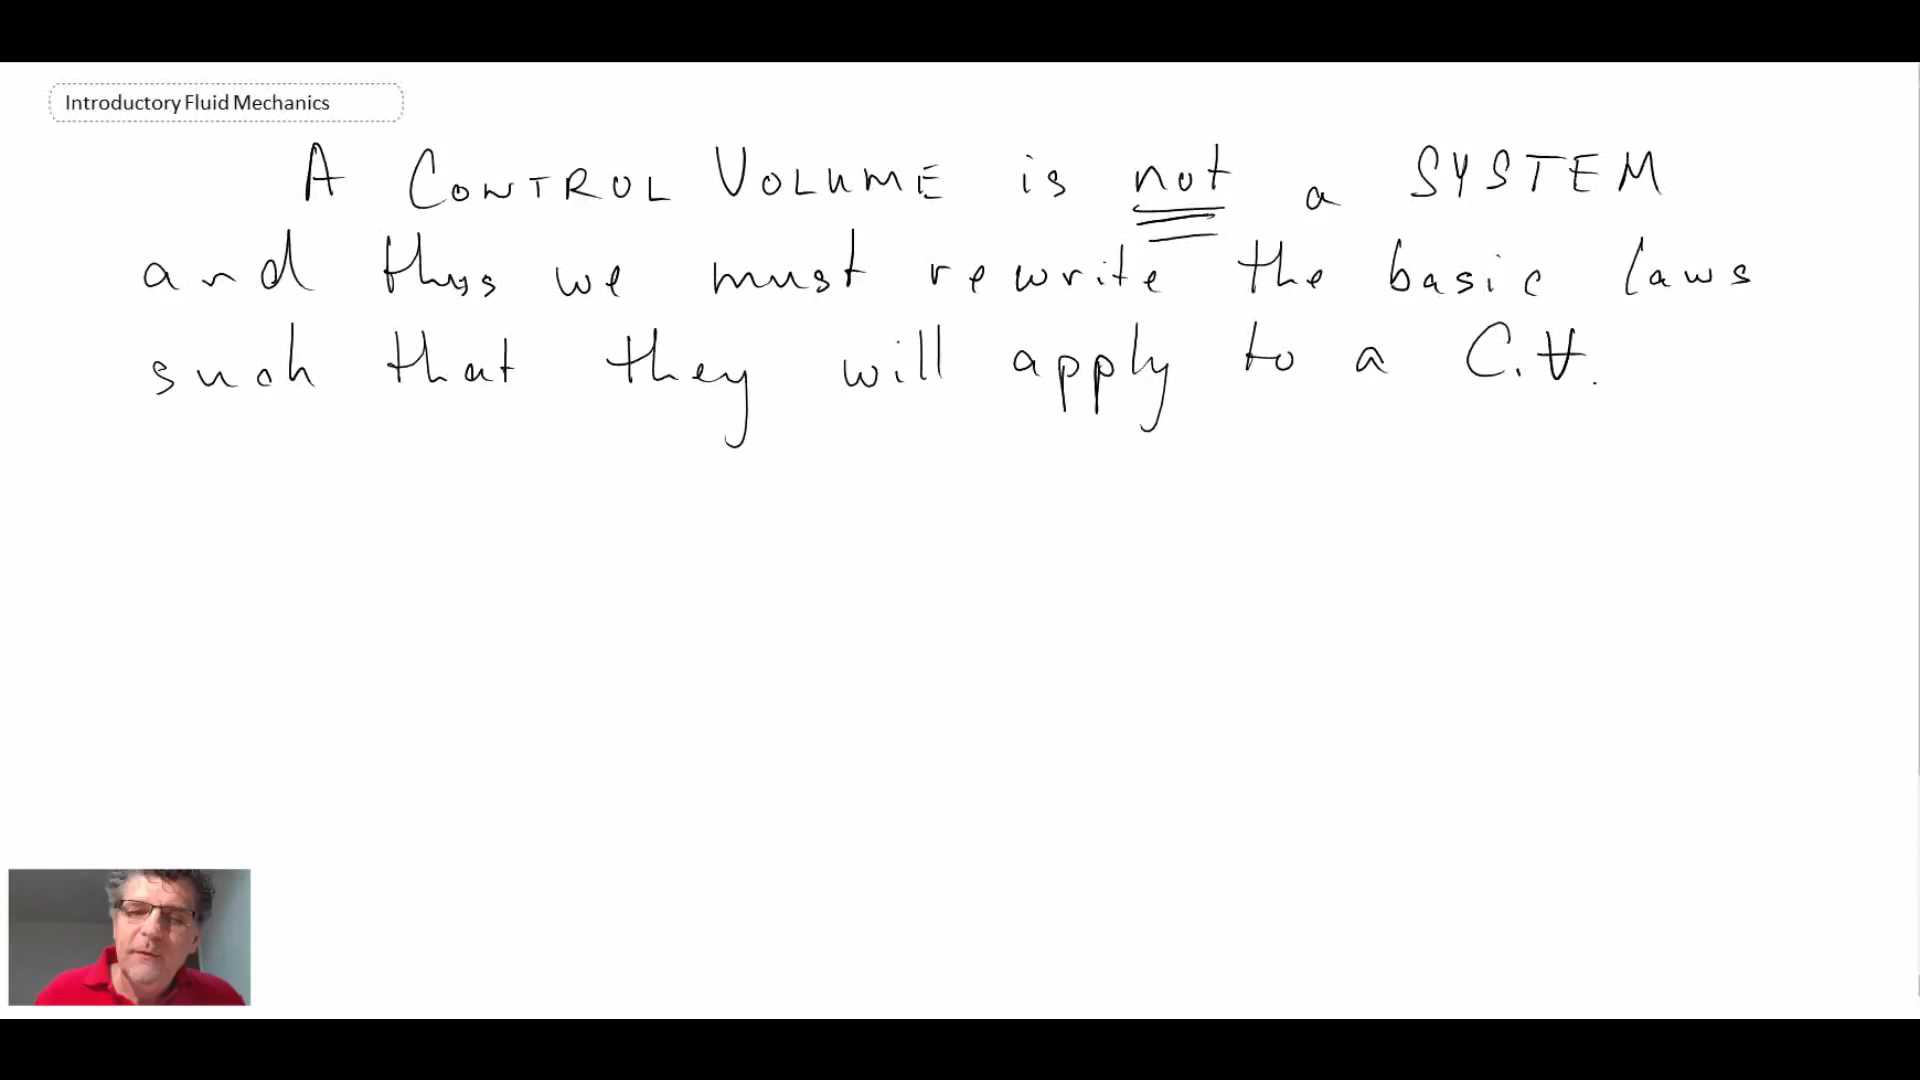 Introductory Fluid Mechanics
A CONTROL VOLUME is not a SYSTEM
and thus we must rewrite the basic laws
such that they will apply to a C.V.